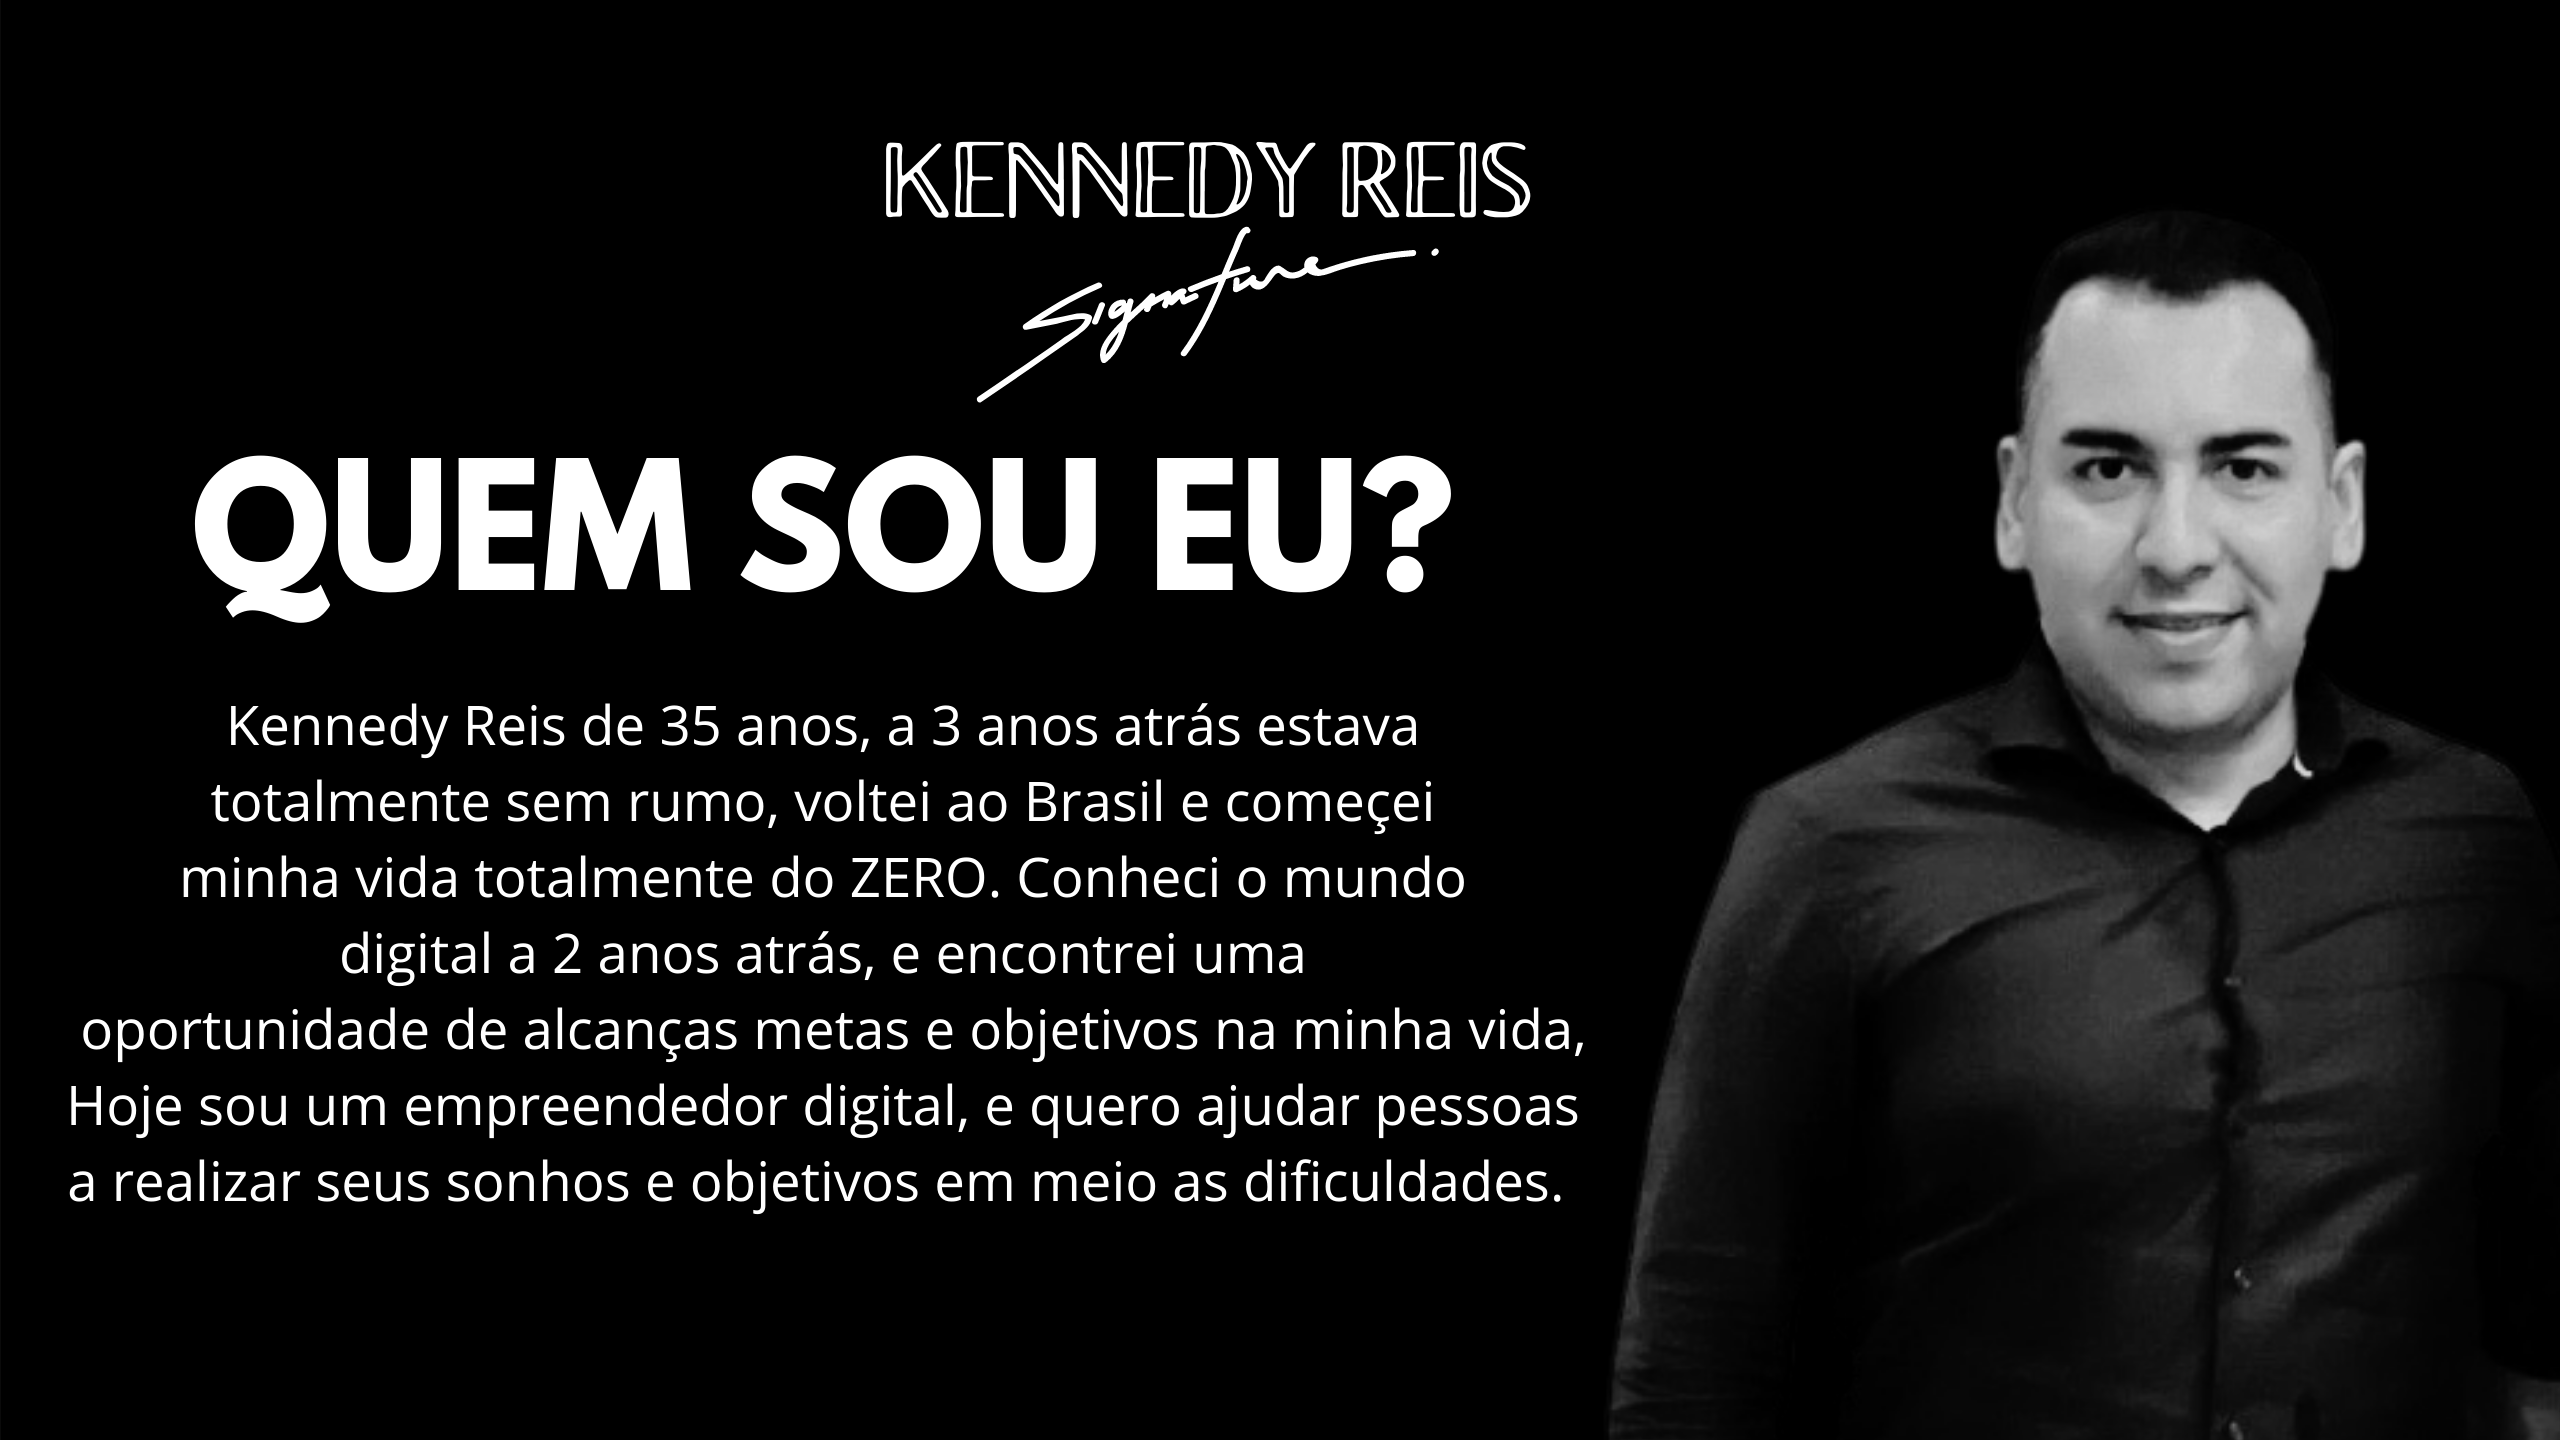 KENNEDY REIS
Signature.
QUEM SOU EU?
Kennedy Reis de 35 anos, a 3 anos atrás estava
totalmente sem rumo, voltei ao Brasil e começei
minha vida totalmente do ZERO. Conheci o mundo
digital a 2 anos atrás, e encontrei uma
oportunidade de alcanças metas e objetivos na minha vida,
Hoje sou um empreendedor digital, e quero ajudar pessoas
a realizar seus sonhos e objetivos em meio as dificuldades.